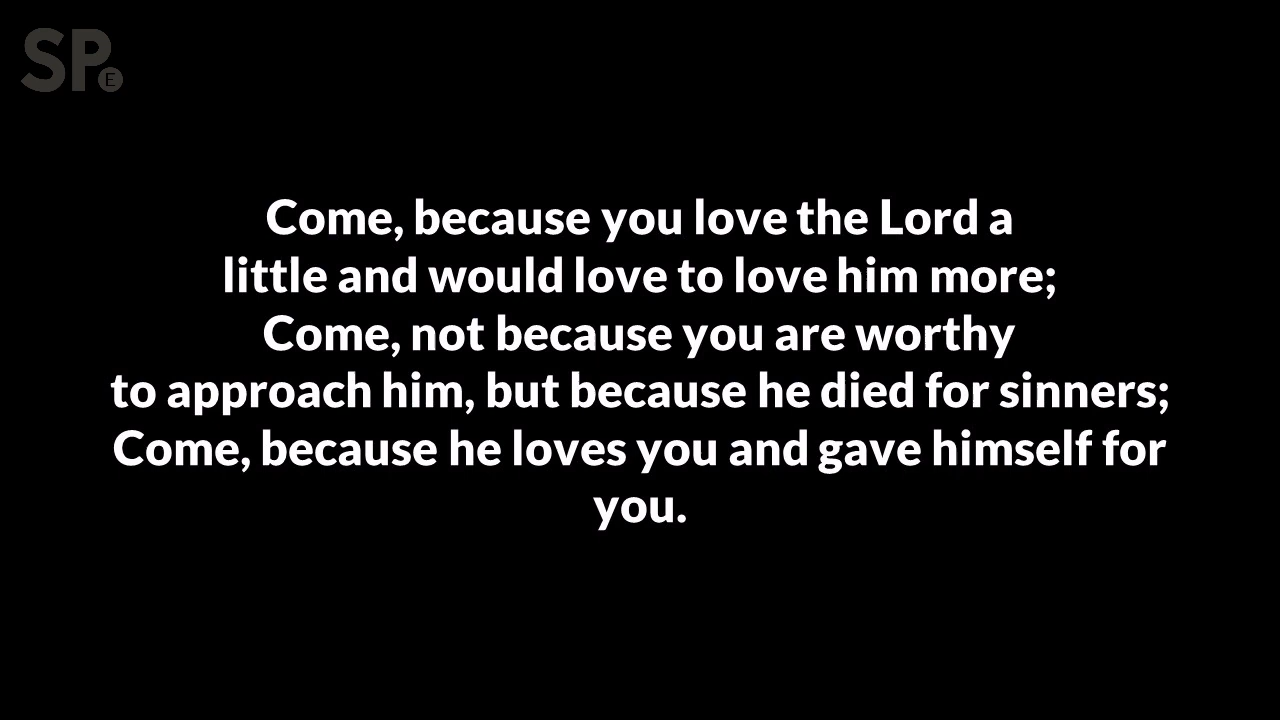 SP
E
Come, because you love the Lord a
little and would love to love him more;
Come, not because you are worthy
to approach him, but because he died for sinners;
Come, because he loves you and gave himself for
you.